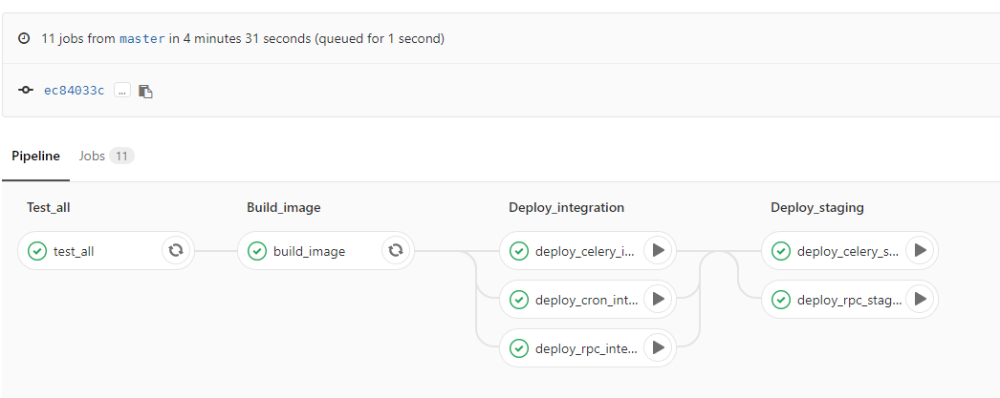 11 jobs from master in 4 minutes 31 seconds (queued for 1 second)
ec84033c ...
Pipeline Jobs 11
Test_all Build_image Deploy_integration Deploy_staging
test_all build_image deploy_celery_i... deploy_celery_s...
deploy_cron_int... deploy_rpc_stag...
deploy_rpc_inte...